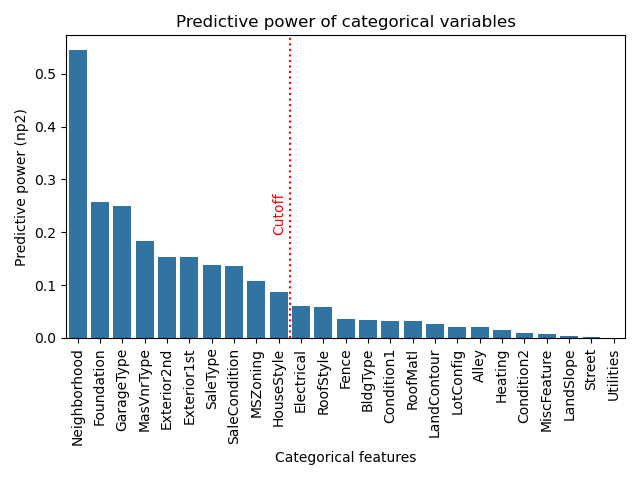 Predictive power of categorical variables
Predictive power (np2)
0.5
0.4
0.3
0.2
0.1
0.0
Cutoff
Neighborhood
Foundation
GarageType
MasVnrType
Exterior2nd
Exterior1st
SaleType
SaleCondition
MSZoning
HouseStyle
Electrical
RoofStyle
Fence
BldgType
Condition1
RoofMatl
LandContour
LotConfig
Alley
Heating
Condition2
MiscFeature
LandSlope
Street
Utilities
Categorical features